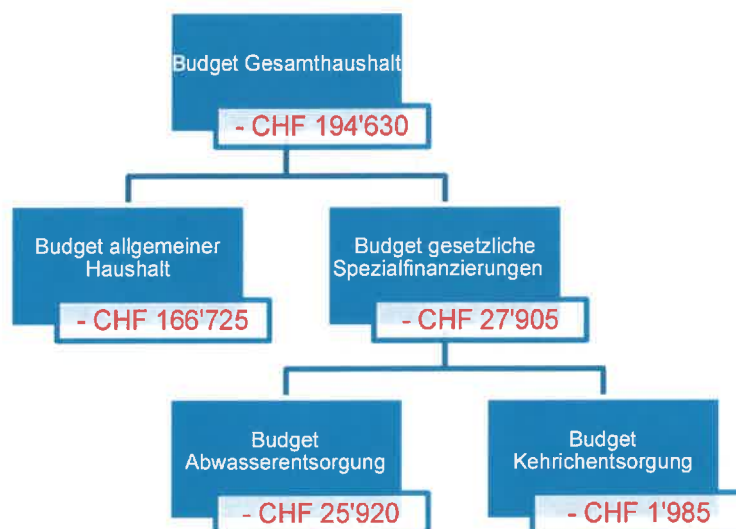 Budget Gesamthaushalt
- CHF 194'630
Budget allgemeiner
Haushalt
- CHF 166'725
Budget gesetzliche
Spezialfinanzierungen
- CHF 27'905
Budget
Abwasserentsorgung
- CHF 25'920
Budget
Kehrichentsorgung
- CHF 1'985